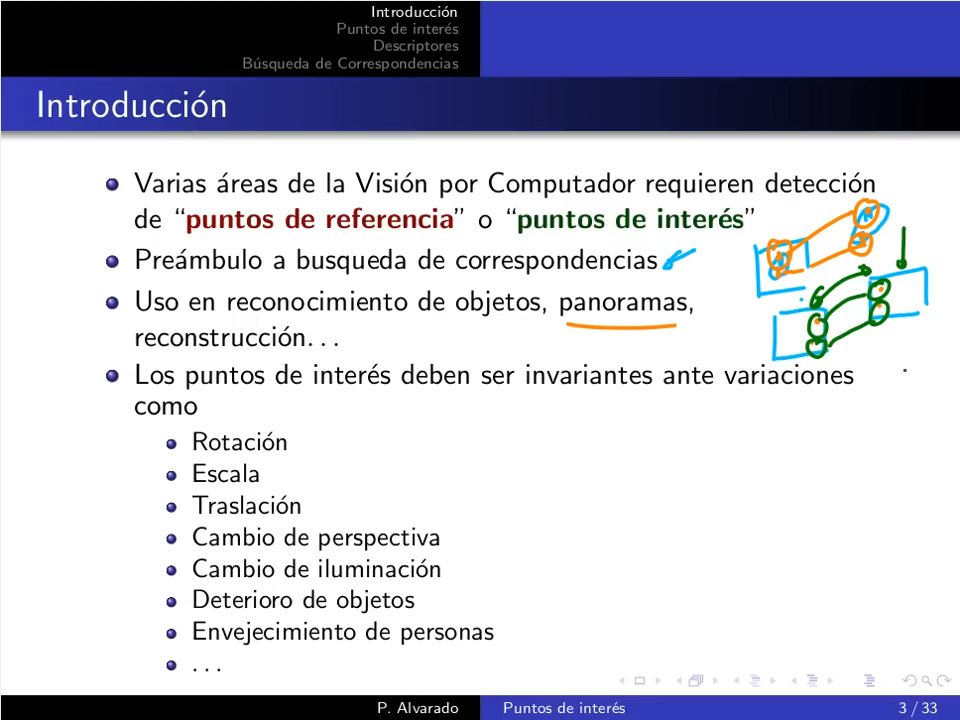 Introducción
Puntos de interés
Descriptores
Búsqueda de Correspondencias
Introducción
Varias áreas de la Visión por Computador requieren detección
de “puntos de referencia” o “puntos de interés”
Preámbulo a busqueda de correspondencias
Uso en reconocimiento de objetos, panoramas,
reconstrucción. . .
Los puntos de interés deben ser invariantes ante variaciones
como
Rotación
Escala
Traslación
Cambio de perspectiva
Cambio de iluminación
Deterioro de objetos
Envejecimiento de personas
. . .
P. Alvarado
Puntos de interés
3 / 33